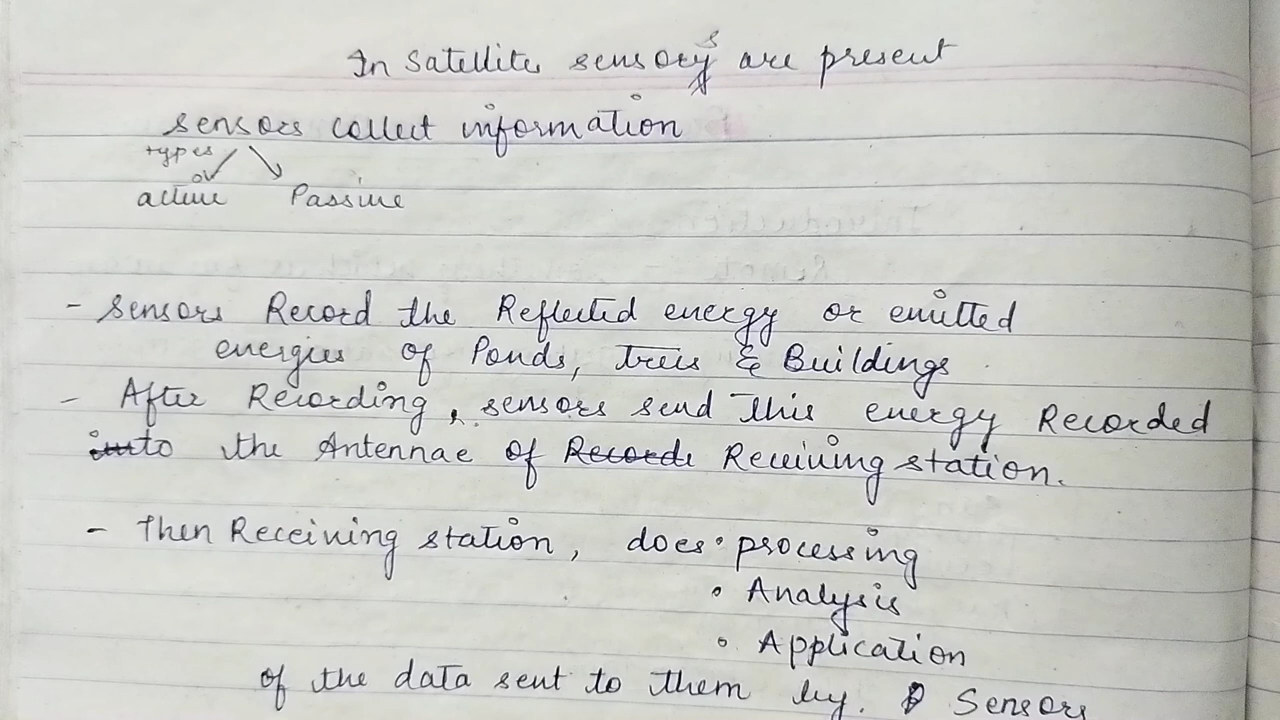 In Satellite sensors are present
sensors collect information
types of
active Passive
- Sensors Record the Reflected energy or emitted
energies of Ponds, trees & Buildings
- After Recording, sensors send this energy Recorded
to the Antennae of Receiving station.
- Then Receiving station, does • processing
• Analysis
• Application
of the data sent to them by. Sensors